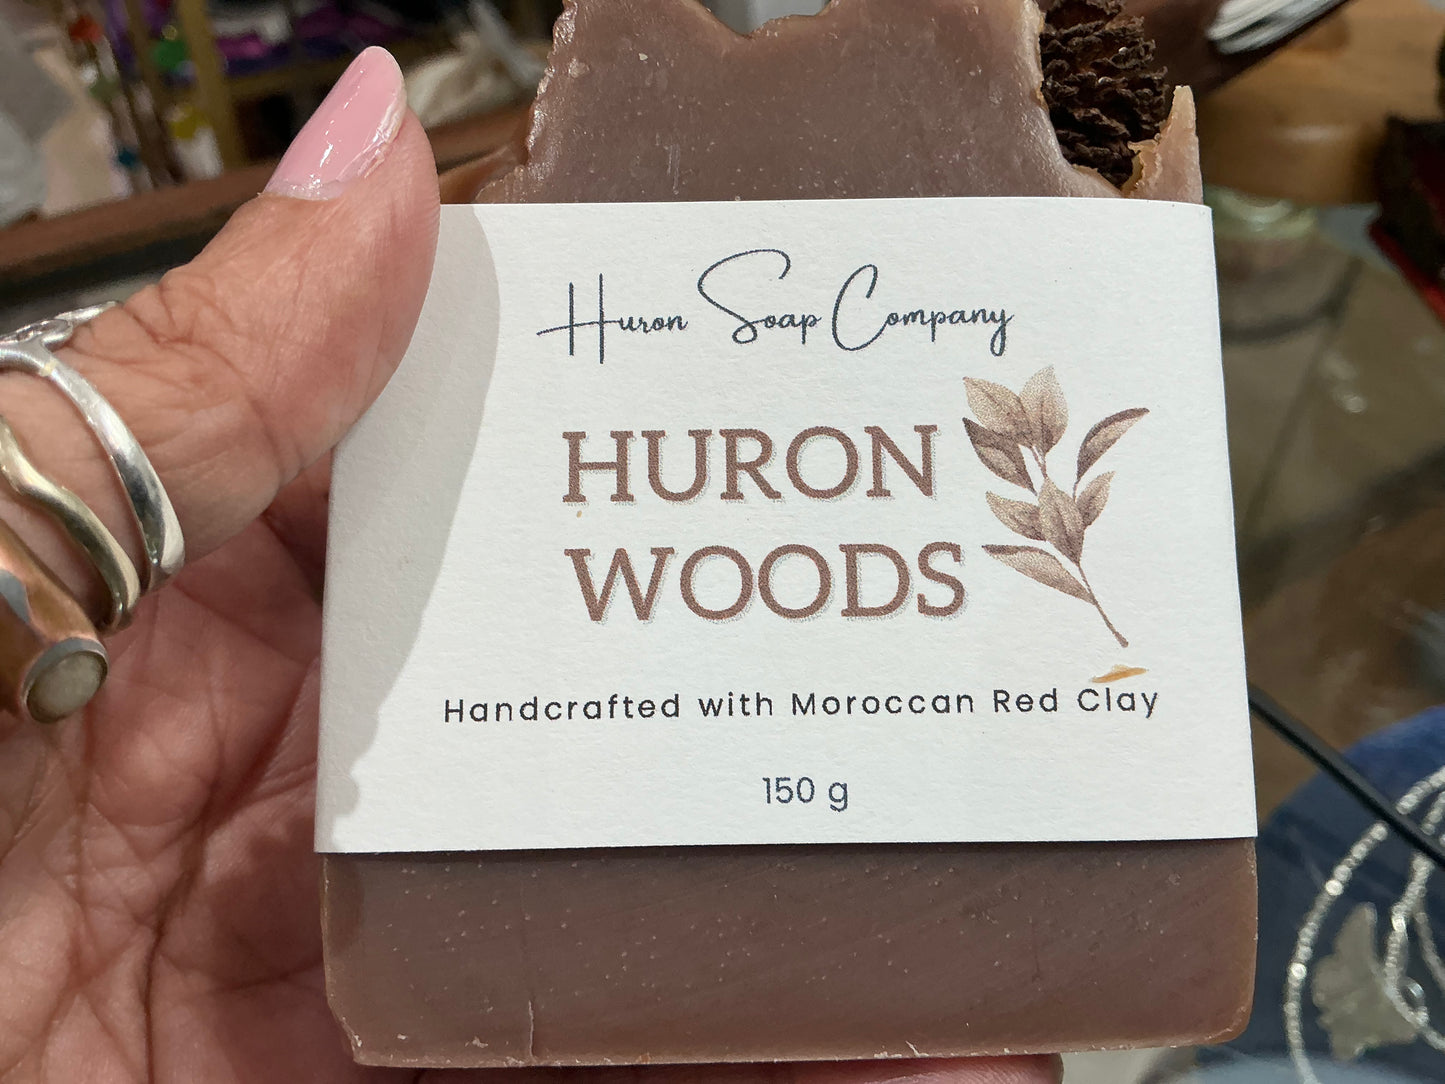 Huron Soap Company
HURON
WOODS
Handcrafted with Moroccan Red Clay
150 g